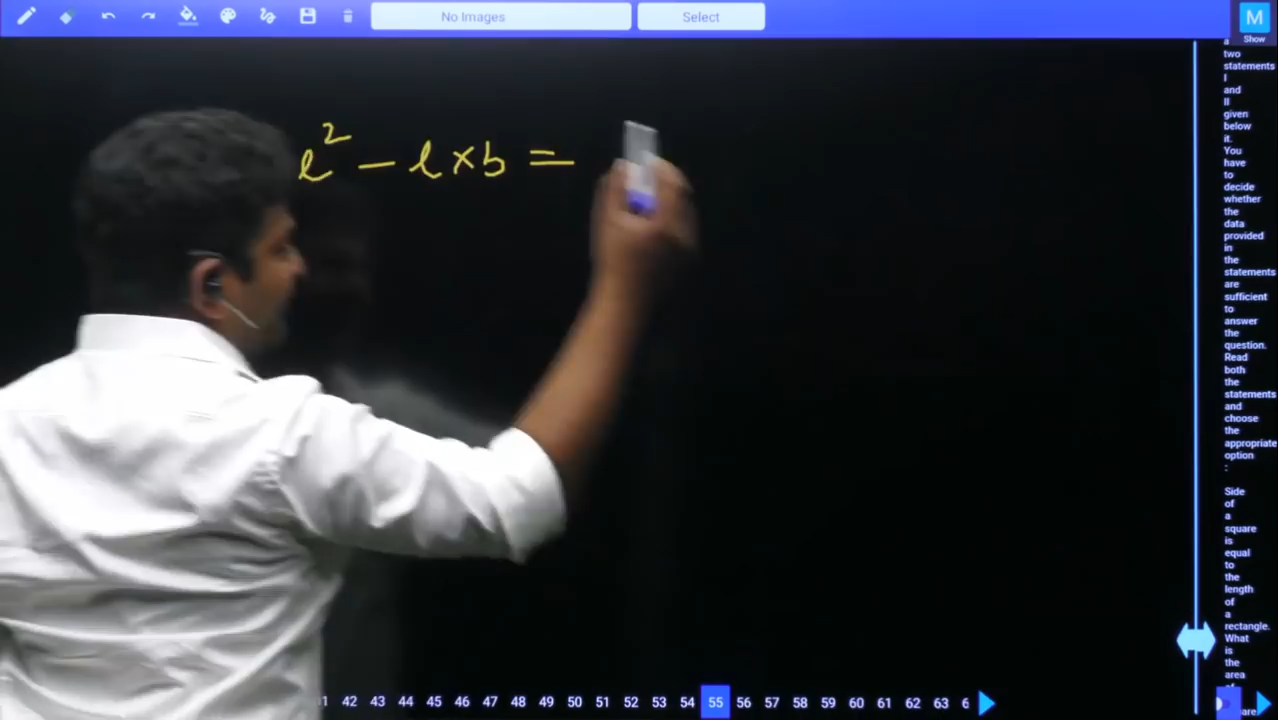 No Images
Select
M
Show
l² - l × b =
a
two
statements
I
and
II
given
below
it.
You
have
to
decide
whether
the
data
provided
in
the
statements
are
sufficient
to
answer
the
question.
Read
both
the
statements
and
choose
the
appropriate
option
:
Side
of
a
square
is
equal
to
the
length
of
a
rectangle.
What
is
the
area
of
42 43 44 45 46 47 48 49 50 51 52 53 54 55 56 57 58 59 60 61 62 63 6